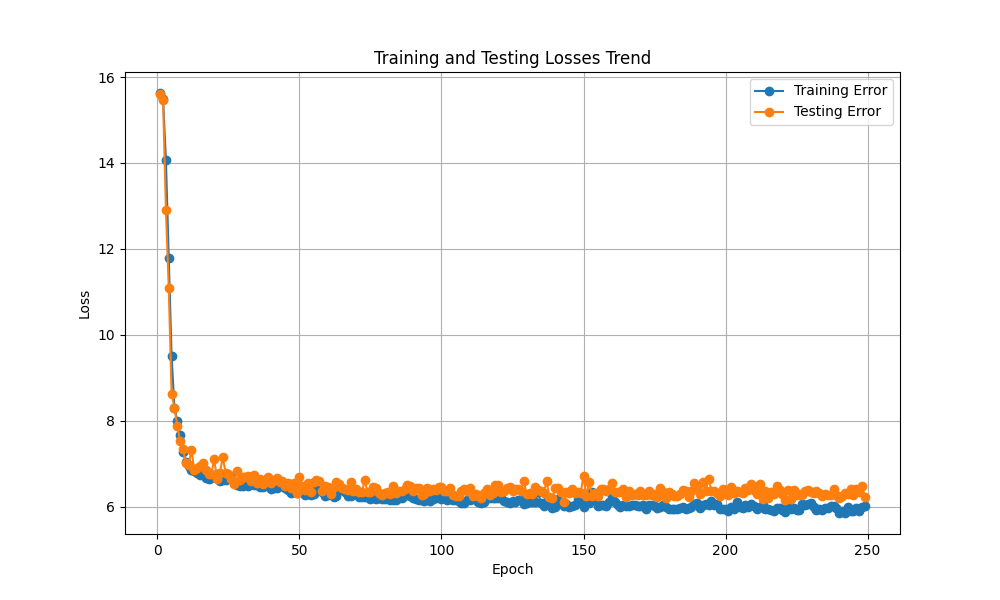 Training and Testing Losses Trend
16
14
12
10
8
6
Loss
Training Error
Testing Error
0
50
100
150
200
250
Epoch